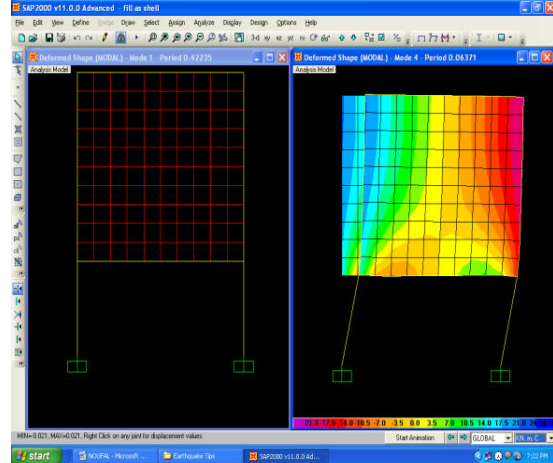 SAP2000 v11.0.0 Advanced - fill as shell
File Edit View Define Bridge Draw Select Assign Analyze Display Design Options Help
Deformed Shape (MODAL) - Mode 1 - Period 0.42235
Analysis Model
Deformed Shape (MODAL) - Mode 4 - Period 0.06371
Analysis Model
-21.0 -17.5 -14.0 -10.5 -7.0 -3.5 0.0 3.5 7.0 10.5 14.0 17.5 21.0
MIN=-0.021, MAX=0.021, Right Click on any joint for displacement values
Start Animation GLOBAL KN, m, C
start NOUFAL - Microsoft ... Earthquake Tips SAP2000 v11.0.0 Ad... 7:22 PM